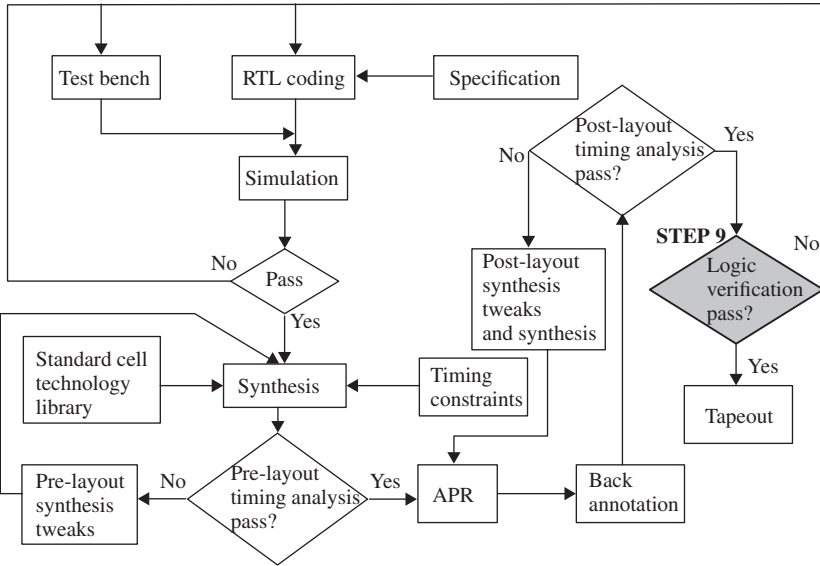 Test bench
RTL coding
Specification
Simulation
No
Pass
Yes
Standard cell
technology
library
Synthesis
Timing
constraints
Pre-layout
synthesis
tweaks
No
Pre-layout
timing analysis
pass?
Yes
APR
Back
annotation
Post-layout
timing analysis
pass?
No
Yes
Post-layout
synthesis
tweaks
and synthesis
STEP 9
No
Logic
verification
pass?
Yes
Tapeout